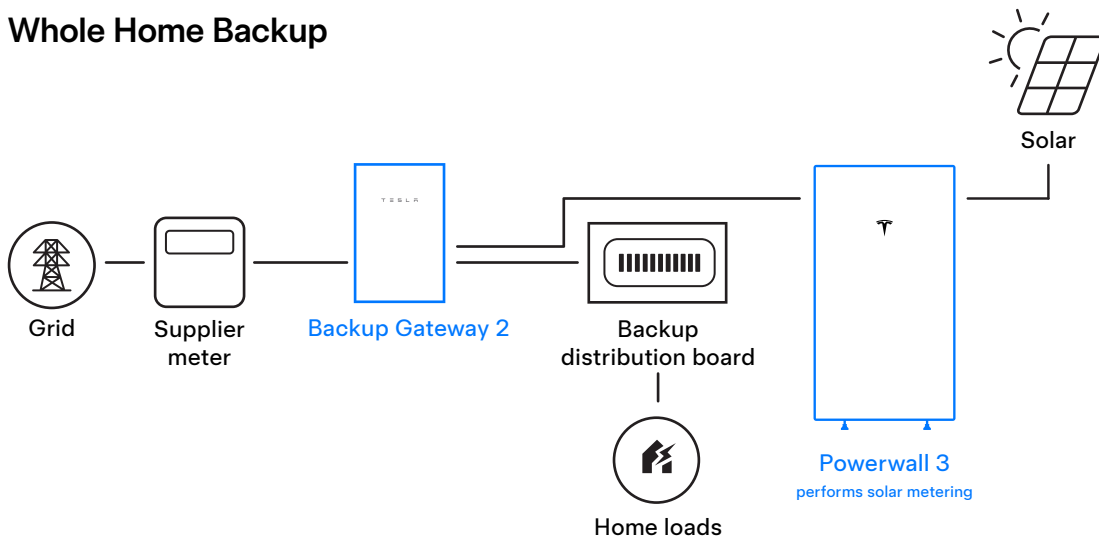 Whole Home Backup
Solar
TESLA
Grid
Supplier
meter
Backup Gateway 2
Backup
distribution board
Powerwall 3
performs solar metering
Home loads